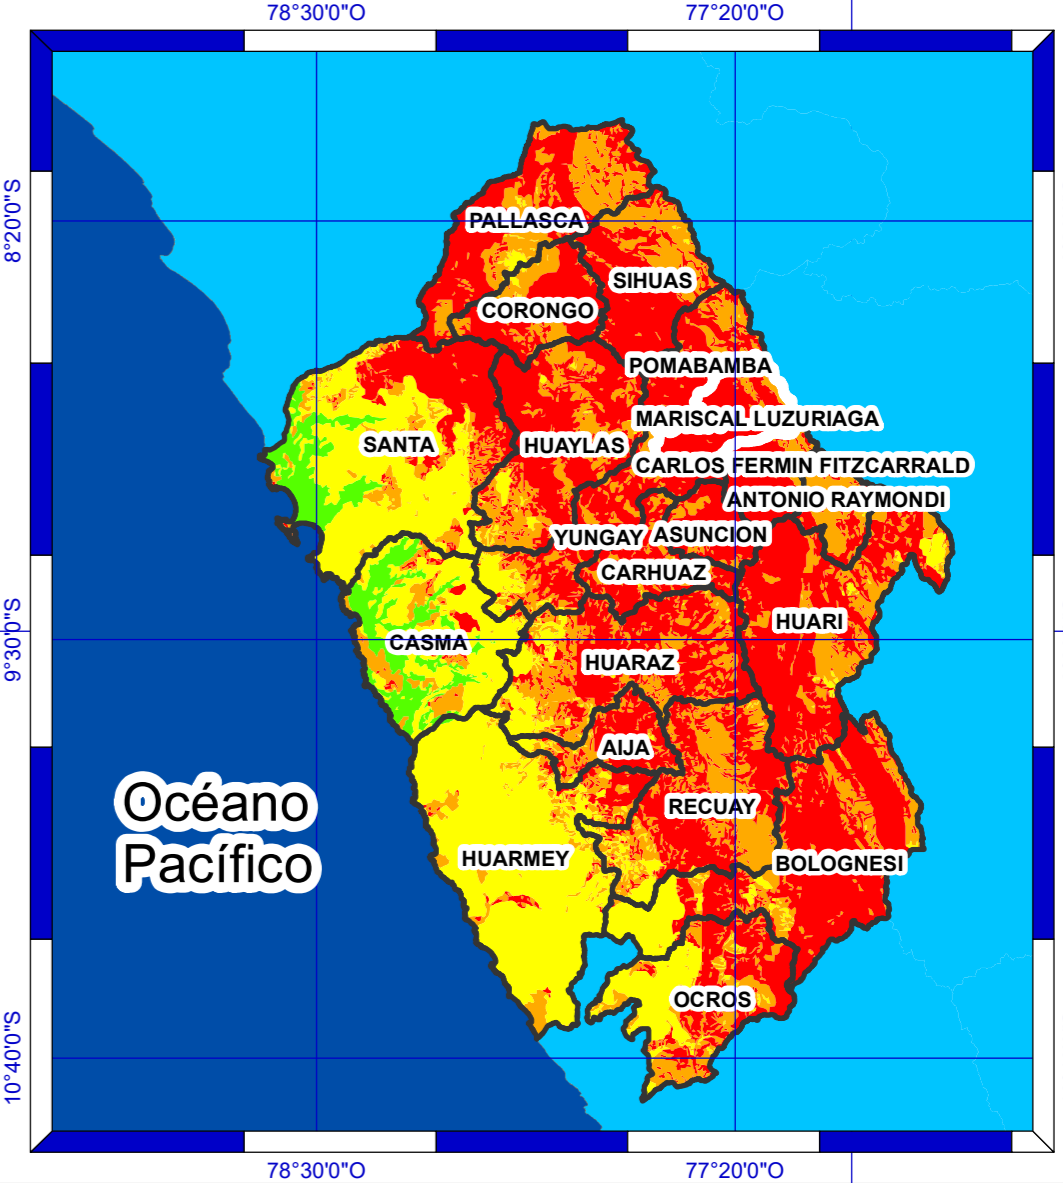 78°30'0"O
77°20'0"O
8°20'0"S
PALLASCA
SIHUAS
CORONGO
POMABAMBA
MARISCAL LUZURIAGA
SANTA
HUAYLAS
CARLOS FERMIN FITZCARRALD
ANTONIO RAYMONDI
YUNGAY
ASUNCION
CARHUAZ
HUARI
9°30'0"S
CASMA
HUARAZ
AIJA
Océano
Pacífico
RECUAY
HUARMEY
BOLOGNESI
OCROS
10°40'0"S
78°30'0"O
77°20'0"O